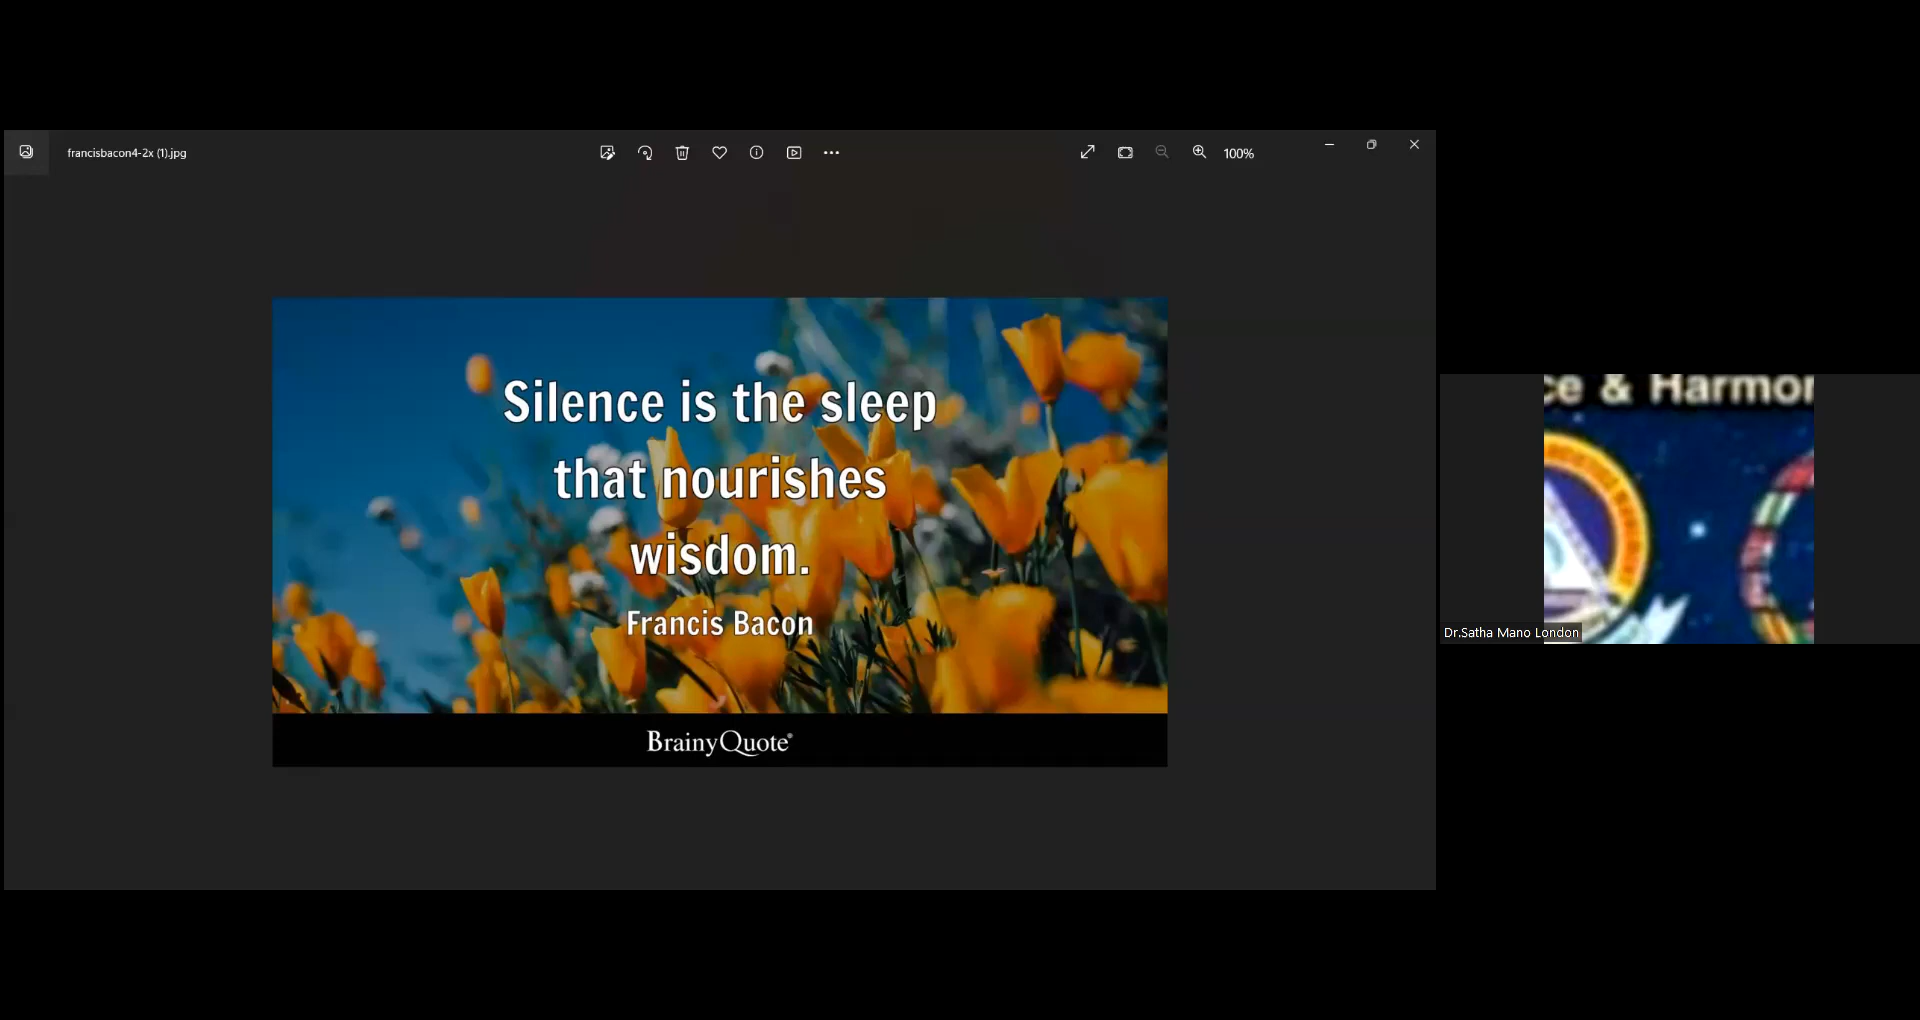 francisbacon4-2x (1).jpg
100%
Silence is the sleep
that nourishes
wisdom.
Francis Bacon
BrainyQuote®
& Harmon
Dr.Satha Mano London